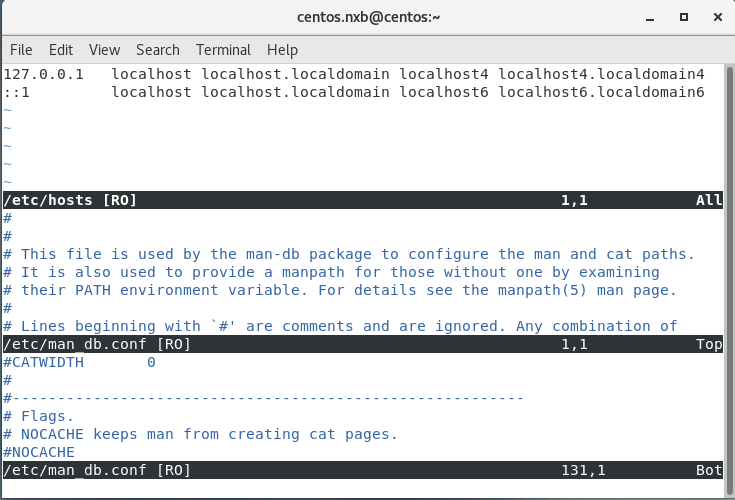 centos.nxb@centos:~
File Edit View Search Terminal Help
127.0.0.1   localhost localhost.localdomain localhost4 localhost4.localdomain4
::1         localhost localhost.localdomain localhost6 localhost6.localdomain6
~
~
~
~
~
/etc/hosts [RO]                                               1,1            All
#
#
# This file is used by the man-db package to configure the man and cat paths.
# It is also used to provide a manpath for those without one by examining
# their PATH environment variable. For details see the manpath(5) man page.
#
# Lines beginning with `#' are comments and are ignored. Any combination of
/etc/man_db.conf [RO]                                         1,1            Top
#CATWIDTH       0
#
#---------------------------------------------------------
# Flags.
# NOCACHE keeps man from creating cat pages.
#NOCACHE
/etc/man_db.conf [RO]                                         131,1          Bot